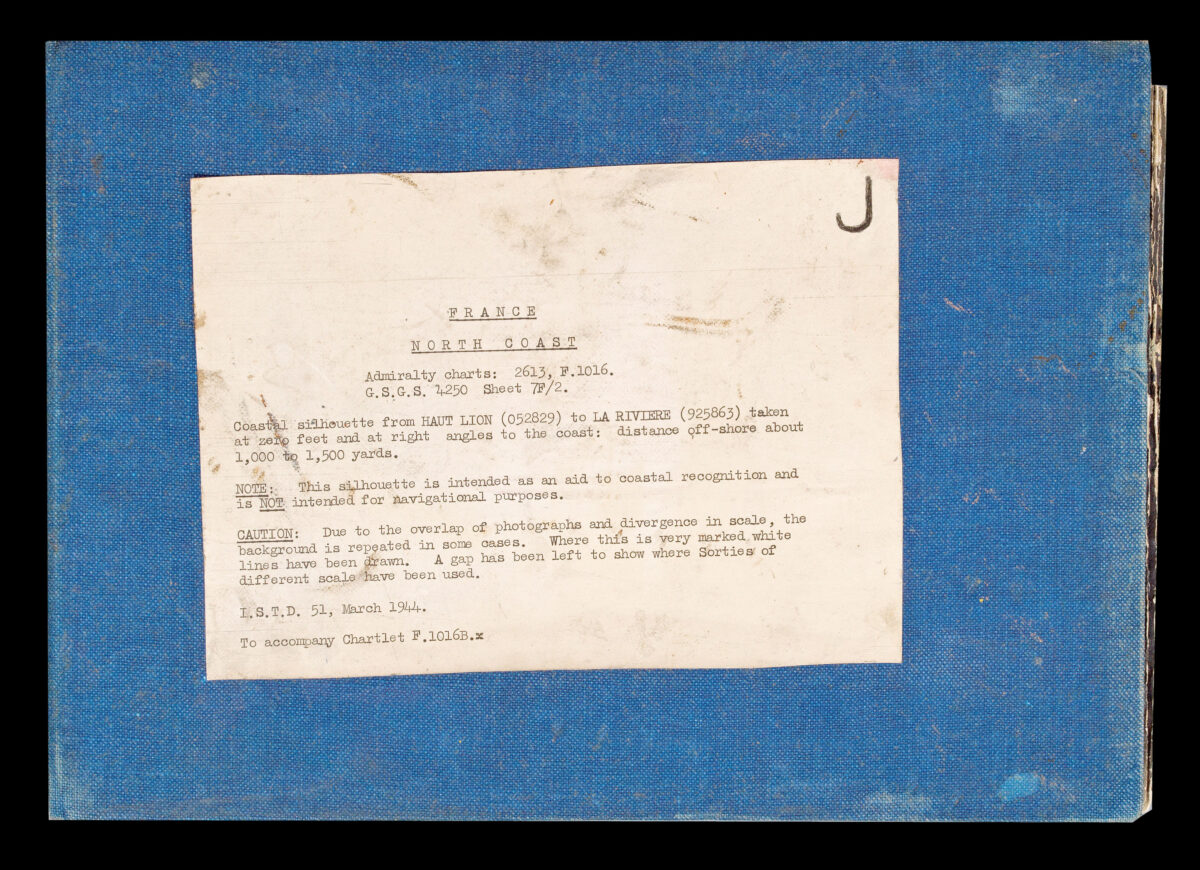 J
FRANCE
NORTH COAST
Admiralty charts: 2613, F.1016.
G.S.G.S. 4250 Sheet 7F/2.
Coastal silhouette from HAUT LION (052829) to LA RIVIERE (925863) taken
at zero feet and at right angles to the coast: distance off-shore about
1,000 to 1,500 yards.
NOTE: This silhouette is intended as an aid to coastal recognition and
is NOT intended for navigational purposes.
CAUTION: Due to the overlap of photographs and divergence in scale, the
background is repeated in some cases. Where this is very marked white
lines have been drawn. A gap has been left to show where Sorties of
different scale have been used.
I.S.T.D. 51, March 1944.
To accompany Chartlet F.1016B.x